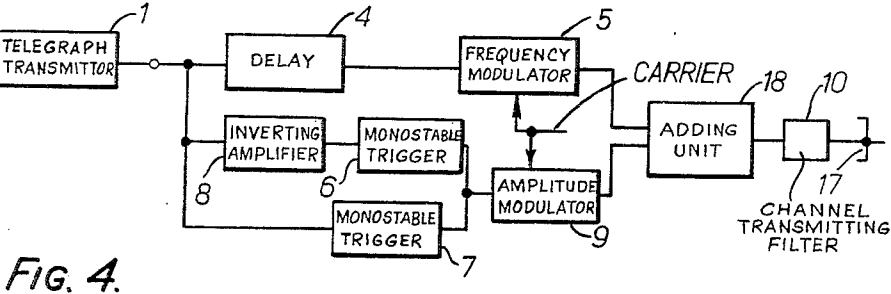 1
TELEGRAPH
TRANSMITTOR
4
DELAY
5
FREQUENCY
MODULATOR
CARRIER
18
ADDING
UNIT
10
17
CHANNEL
TRANSMITTING
FILTER
INVERTING
AMPLIFIER
8
MONOSTABLE
TRIGGER
6
AMPLITUDE
MODULATOR
9
MONOSTABLE
TRIGGER
7
FIG. 4.